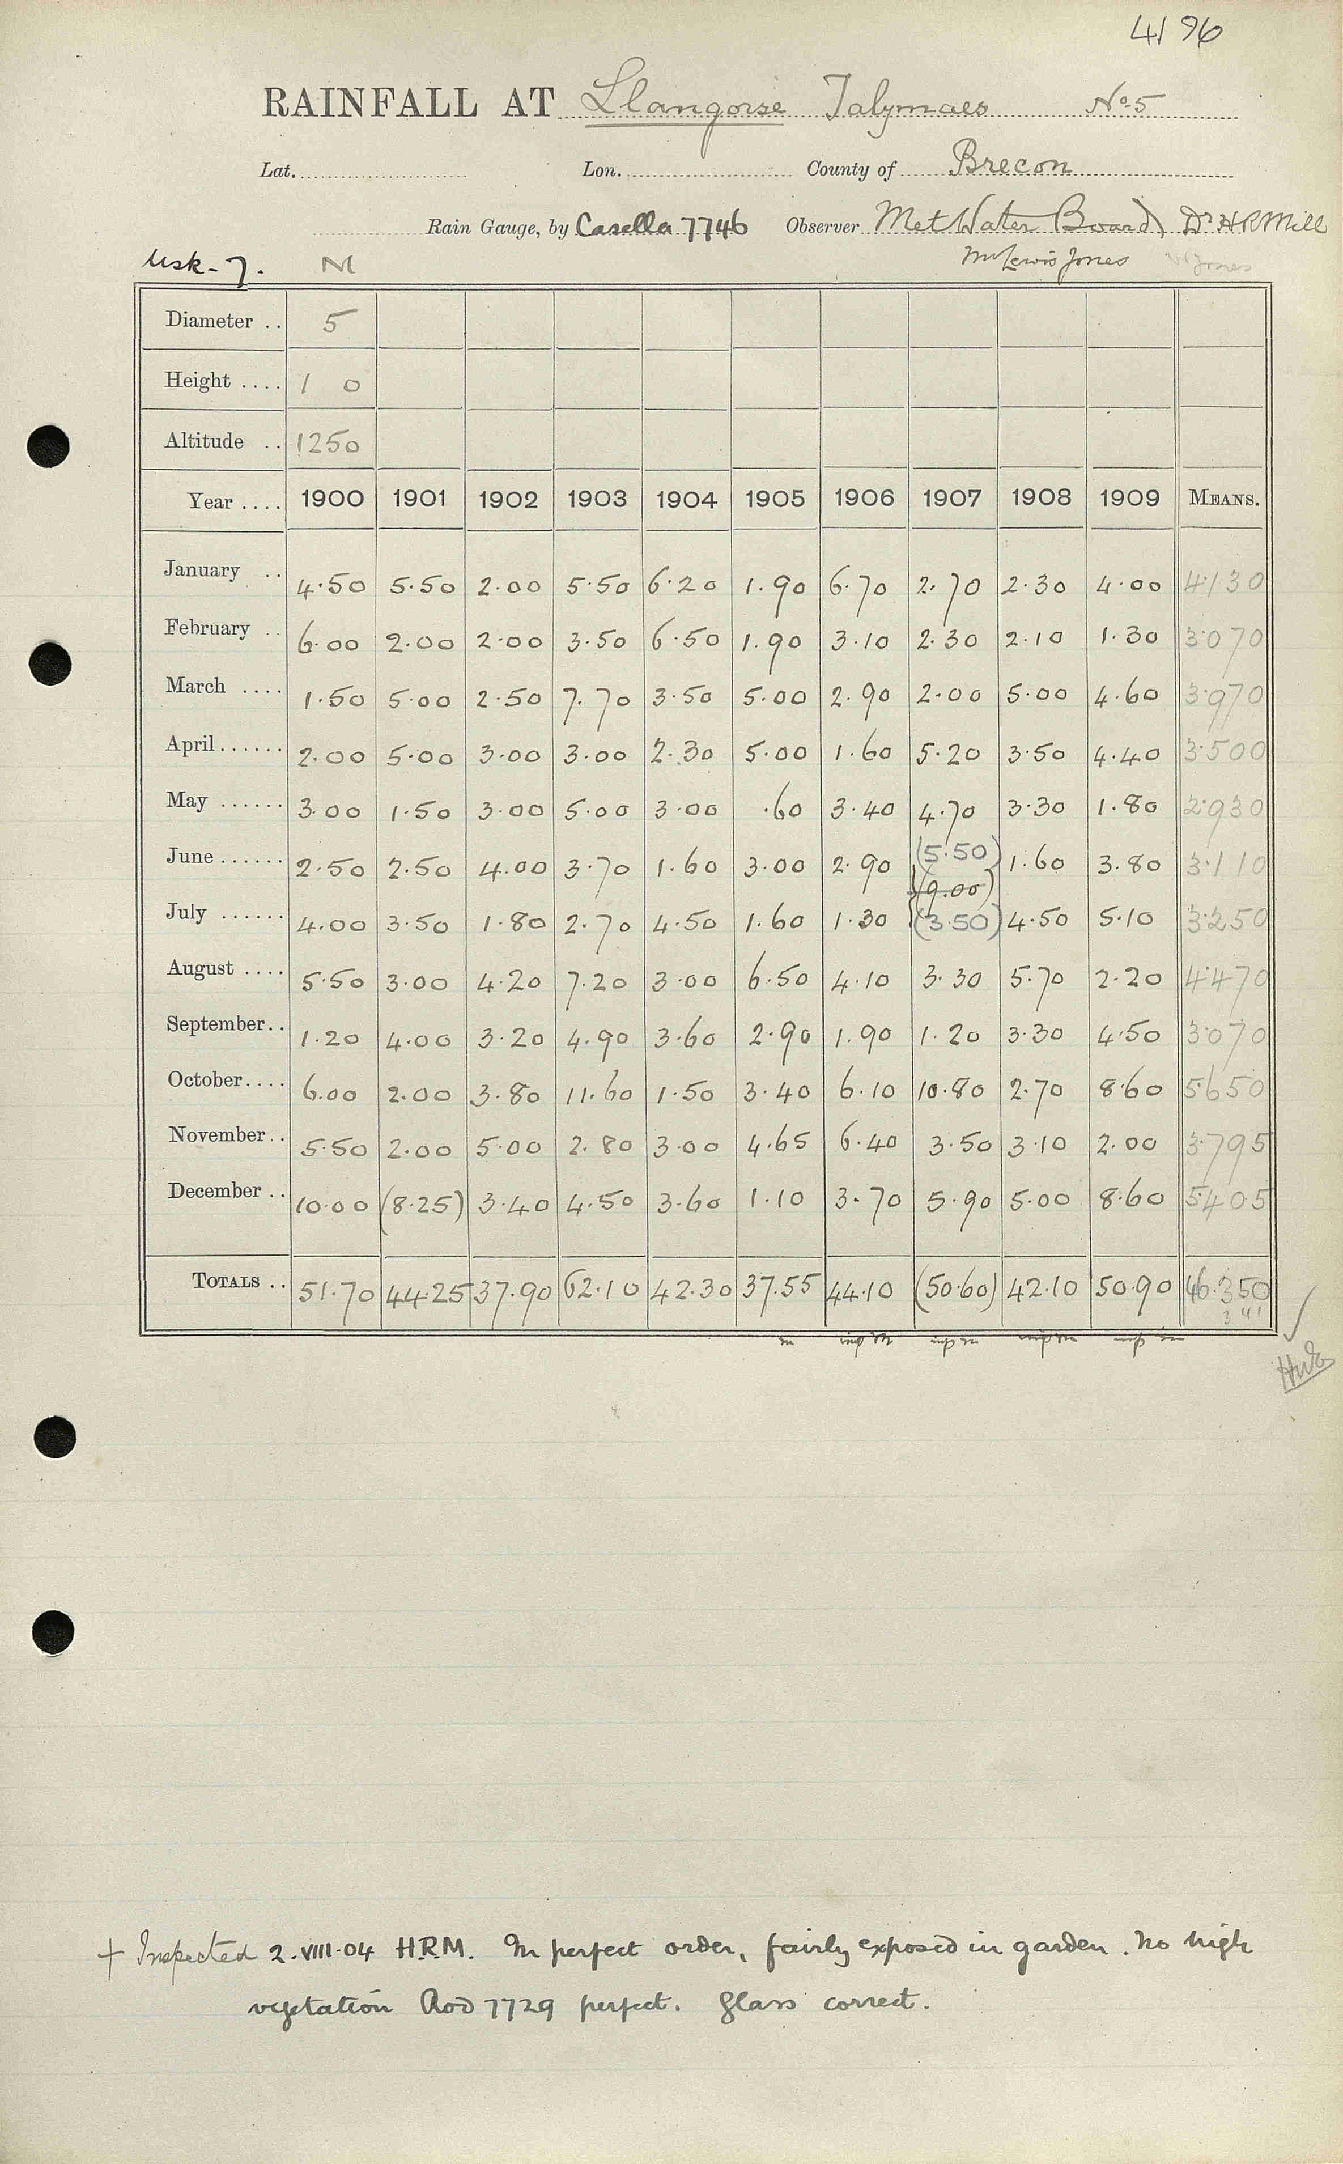 4196
RAINFALL AT Llangorse Talymaes No 5
Lat. Lon. County of Brecon
Rain Gauge, by Casella 7746 Observer Met Water Board, Dr H R Mill
Usk - 7. M Mr Lewis Jones W Jones
Diameter .. 5
Height .... 1 0
Altitude .. 1250
Year .... 1900 1901 1902 1903 1904 1905 1906 1907 1908 1909 MEANS.
January .. 4.50 5.50 2.00 5.50 6.20 1.90 6.70 2.70 2.30 4.00 4.130
February .. 6.00 2.00 2.00 3.50 6.50 1.90 3.10 2.30 2.10 1.30 3.070
March .... 1.50 5.00 2.50 7.70 3.50 5.00 2.90 2.00 5.00 4.60 3.970
April ...... 2.00 5.00 3.00 3.00 2.30 5.00 1.60 5.20 3.50 4.40 3.500
May ...... 3.00 1.50 3.00 5.00 3.00 .60 3.40 4.70 3.30 1.80 2.930
June ...... 2.50 2.50 4.00 3.70 1.60 3.00 2.90 (5.50) 1.60 3.80 3.110
(9.00)
July ...... 4.00 3.50 1.80 2.70 4.50 1.60 1.30 (3.50) 4.50 5.10 3.250
August .... 5.50 3.00 4.20 7.20 3.00 6.50 4.10 3.30 5.70 2.20 4.470
September .. 1.20 4.00 3.20 4.90 3.60 2.90 1.90 1.20 3.30 4.50 3.070
October .... 6.00 2.00 3.80 11.60 1.50 3.40 6.10 10.80 2.70 8.60 5.650
November .. 5.50 2.00 5.00 2.80 3.00 4.65 6.40 3.50 3.10 2.00 3.795
December .. 10.00 (8.25) 3.40 4.50 3.60 1.10 3.70 5.90 5.00 8.60 5.405
TOTALS .. 51.70 44.25 37.90 62.10 42.30 37.55 44.10 (50.60) 42.10 50.90 46.350
341
+ Inspected 2.VIII.04 H.R.M. In perfect order, fairly exposed in garden. No high
vegetation Rod 7729 perfect. Glass correct.